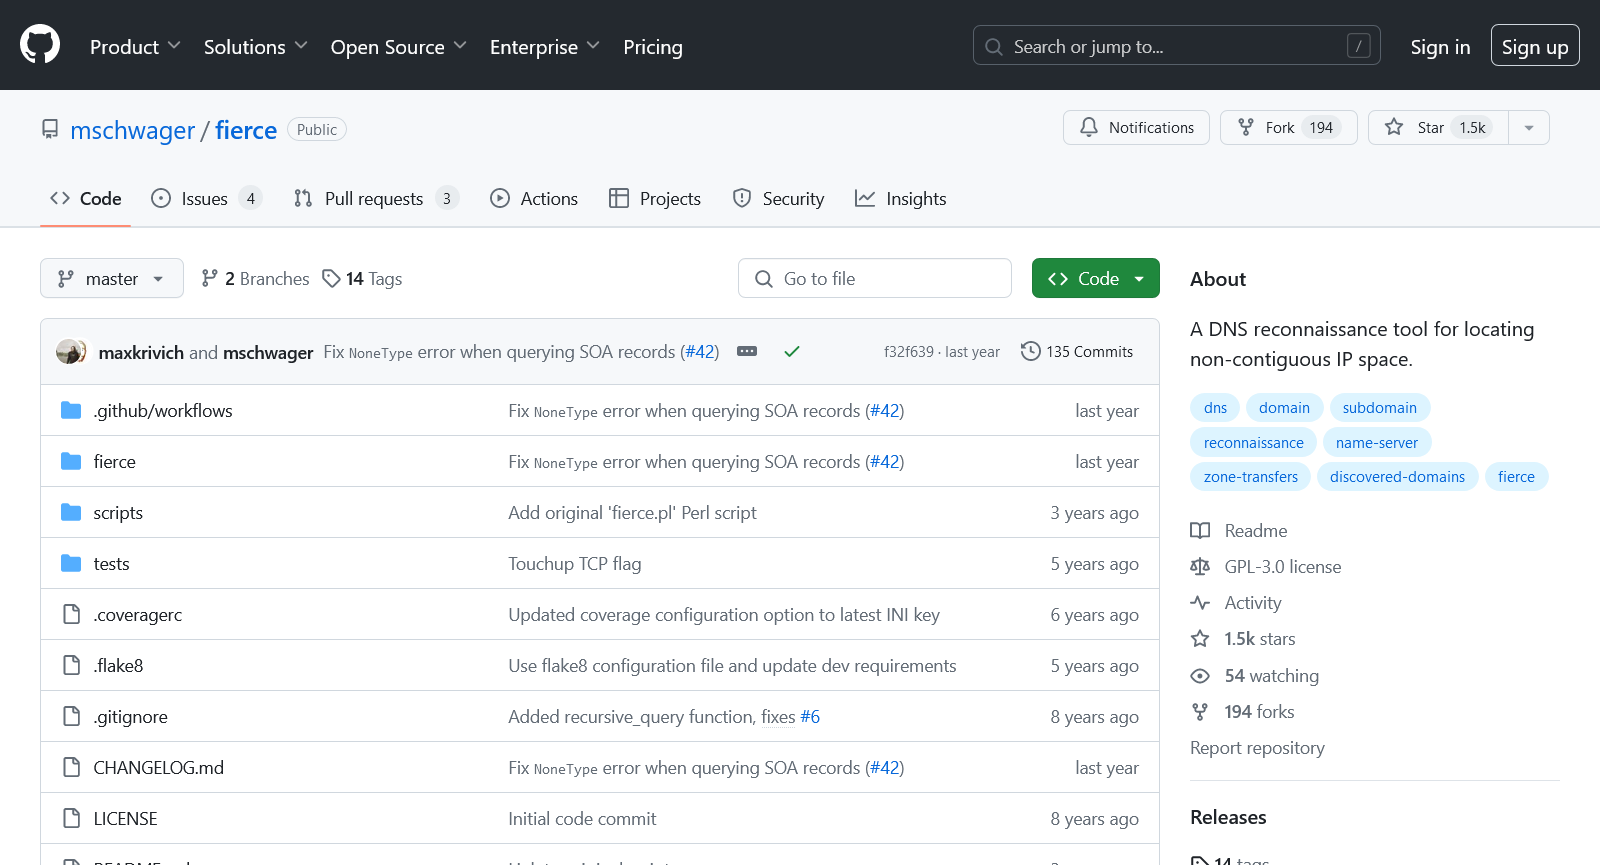 Product Solutions Open Source Enterprise Pricing Search or jump to... / Sign in Sign up
mschwager / fierce Public Notifications Fork 194 Star 1.5k
Code Issues 4 Pull requests 3 Actions Projects Security Insights
master 2 Branches 14 Tags Go to file Code
maxkrivich and mschwager Fix NoneType error when querying SOA records (#42) f32f639 · last year 135 Commits
.github/workflows Fix NoneType error when querying SOA records (#42) last year
fierce Fix NoneType error when querying SOA records (#42) last year
scripts Add original 'fierce.pl' Perl script 3 years ago
tests Touchup TCP flag 5 years ago
.coveragerc Updated coverage configuration option to latest INI key 6 years ago
.flake8 Use flake8 configuration file and update dev requirements 5 years ago
.gitignore Added recursive_query function, fixes #6 8 years ago
CHANGELOG.md Fix NoneType error when querying SOA records (#42) last year
LICENSE Initial code commit 8 years ago
About
A DNS reconnaissance tool for locating
non-contiguous IP space.
dns domain subdomain
reconnaissance name-server
zone-transfers discovered-domains fierce
Readme
GPL-3.0 license
Activity
1.5k stars
54 watching
194 forks
Report repository
Releases
14 tags